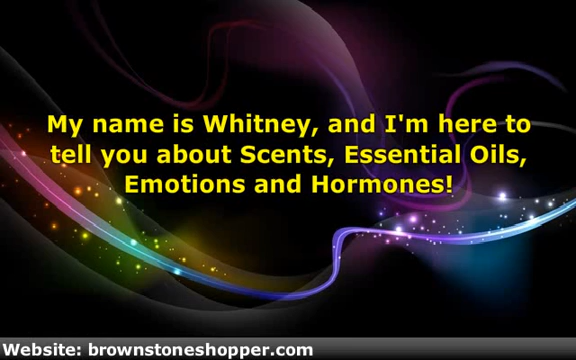 My name is Whitney, and I'm here to
tell you about Scents, Essential Oils,
Emotions and Hormones!
Website: brownstoneshopper.com